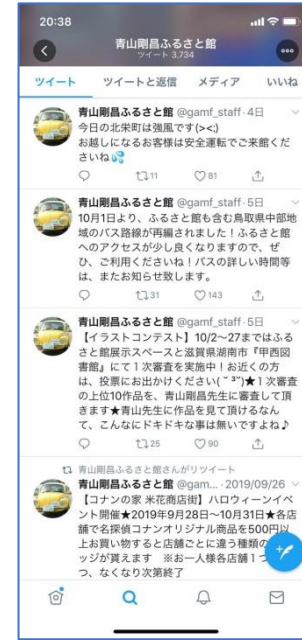 20:38
青山剛昌ふるさと館
ツイート 3,734
ツイート ツイートと返信 メディア いいね
青山剛昌ふるさと館 @gamf_staff・4日
今日の北栄町は強風です(><;)
お越しになるお客様は安全運転でご来館くだ
さいね💦
11 81
青山剛昌ふるさと館 @gamf_staff・5日
10月1日より、ふるさと館も含む鳥取県中部地
域のバス路線が再編されました！ふるさと館
へのアクセスが少し良くなりますので、ぜ
ひ、ご利用くださいね！バスの詳しい時間等
は、またお知らせ致します。
31 143
青山剛昌ふるさと館 @gamf_staff・5日
【イラストコンテスト】10/2〜27まではふる
さと館展示スペースと滋賀県湖南市『甲西図
書館』にて1次審査を実施中！お近くの方
は、投票にお出かけください( ˘ ³˘)★1次審査
の上位10作品を、青山剛昌先生に審査して頂
きます★青山先生に作品を見て頂けるなん
て、こんなにドキドキな事は無いですよね♪
25 90
青山剛昌ふるさと館さんがリツイート
青山剛昌ふるさと館 @gam...・2019/09/26
【コナンの家 米花商店街】ハロウィーンイベ
ント開催★2019年9月28日〜10月31日★各店
舗で名探偵コナンオリジナル商品を500円以
上お買い物すると店舗ごとに違う種類の
ッジが貰えます ※お一人様各店舗1つ
つ、なくなり次第終了